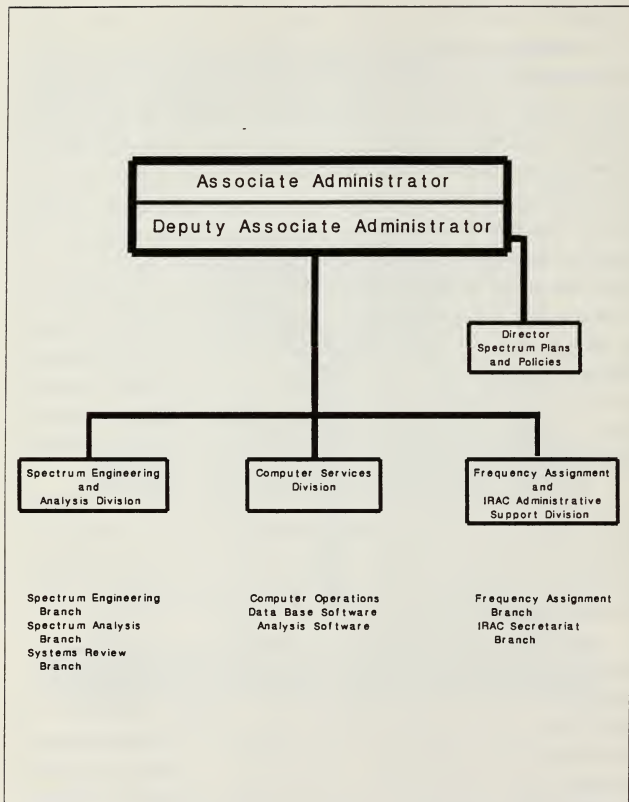 Associate Administrator
Deputy Associate Administrator
Director
Spectrum Plans
and Policies
Spectrum Engineering
and
Analysis Division
Computer Services
Division
Frequency Assignment
and
IRAC Administrative
Support Division
Spectrum Engineering
Branch
Spectrum Analysis
Branch
Systems Review
Branch
Computer Operations
Data Base Software
Analysis Software
Frequency Assignment
Branch
IRAC Secretariat
Branch